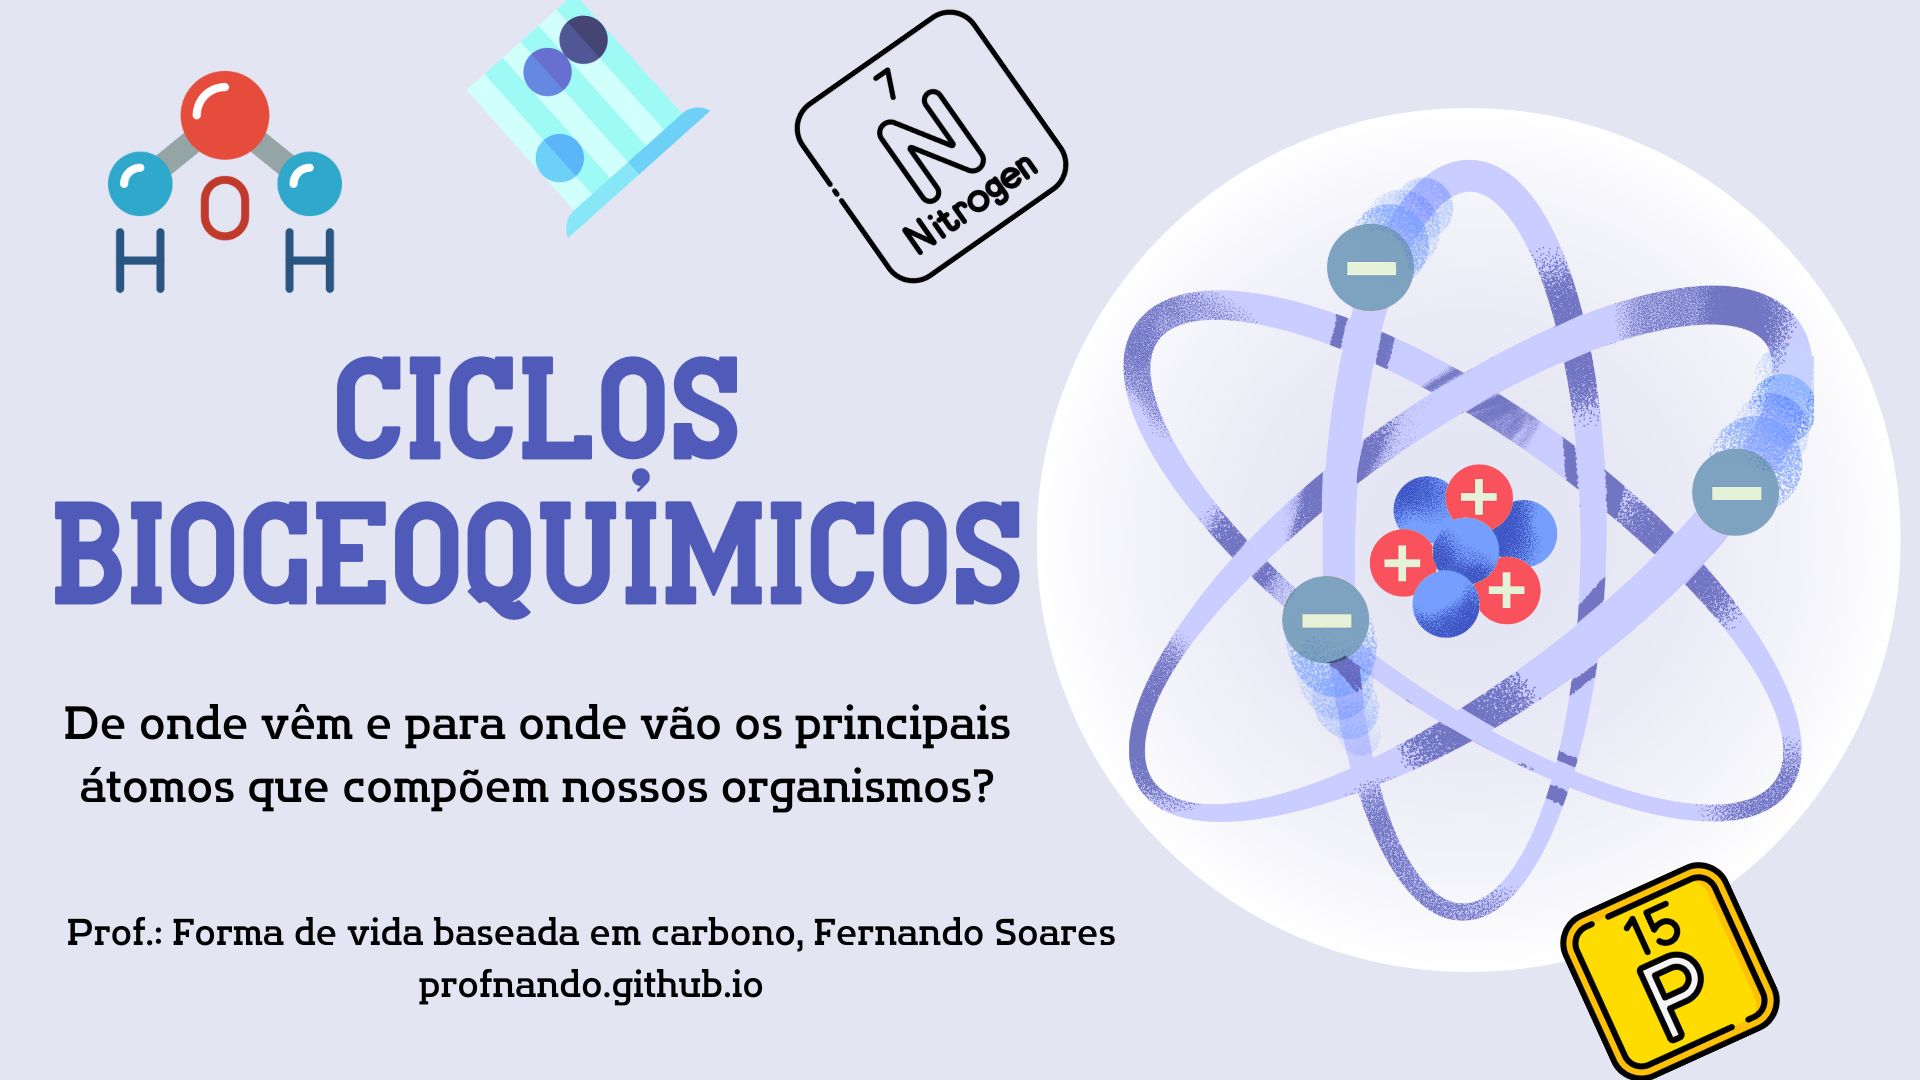 H O H
7
N
Nitrogen
CICLOS
BIOGEOQUÍMICOS
De onde vêm e para onde vão os principais
átomos que compõem nossos organismos?
Prof.: Forma de vida baseada em carbono, Fernando Soares
profnando.github.io
− 
−
−
+
+
+
15
P